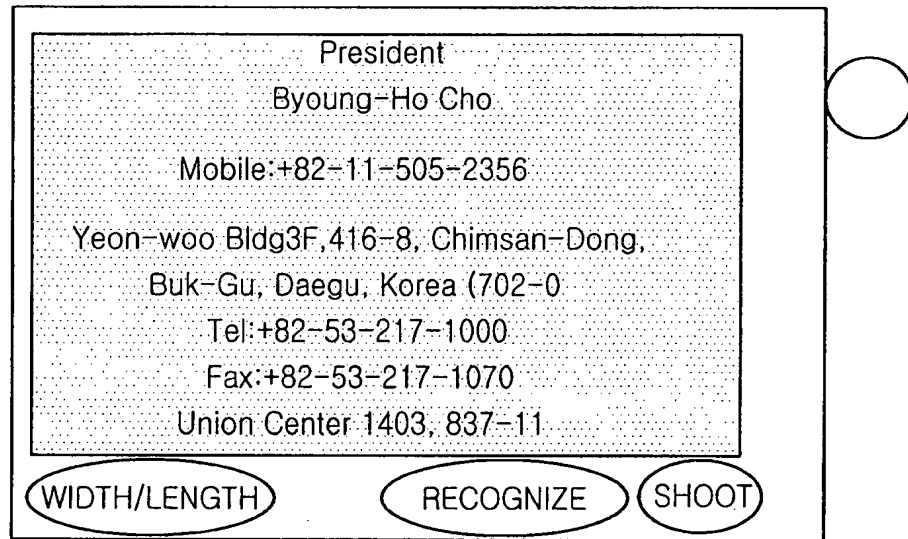 President
Byoung-Ho Cho
Mobile:+82-11-505-2356
Yeon-woo Bldg3F,416-8, Chimsan-Dong,
Buk-Gu, Daegu, Korea (702-0
Tel:+82-53-217-1000
Fax:+82-53-217-1070
Union Center 1403, 837-11
WIDTH/LENGTH RECOGNIZE SHOOT